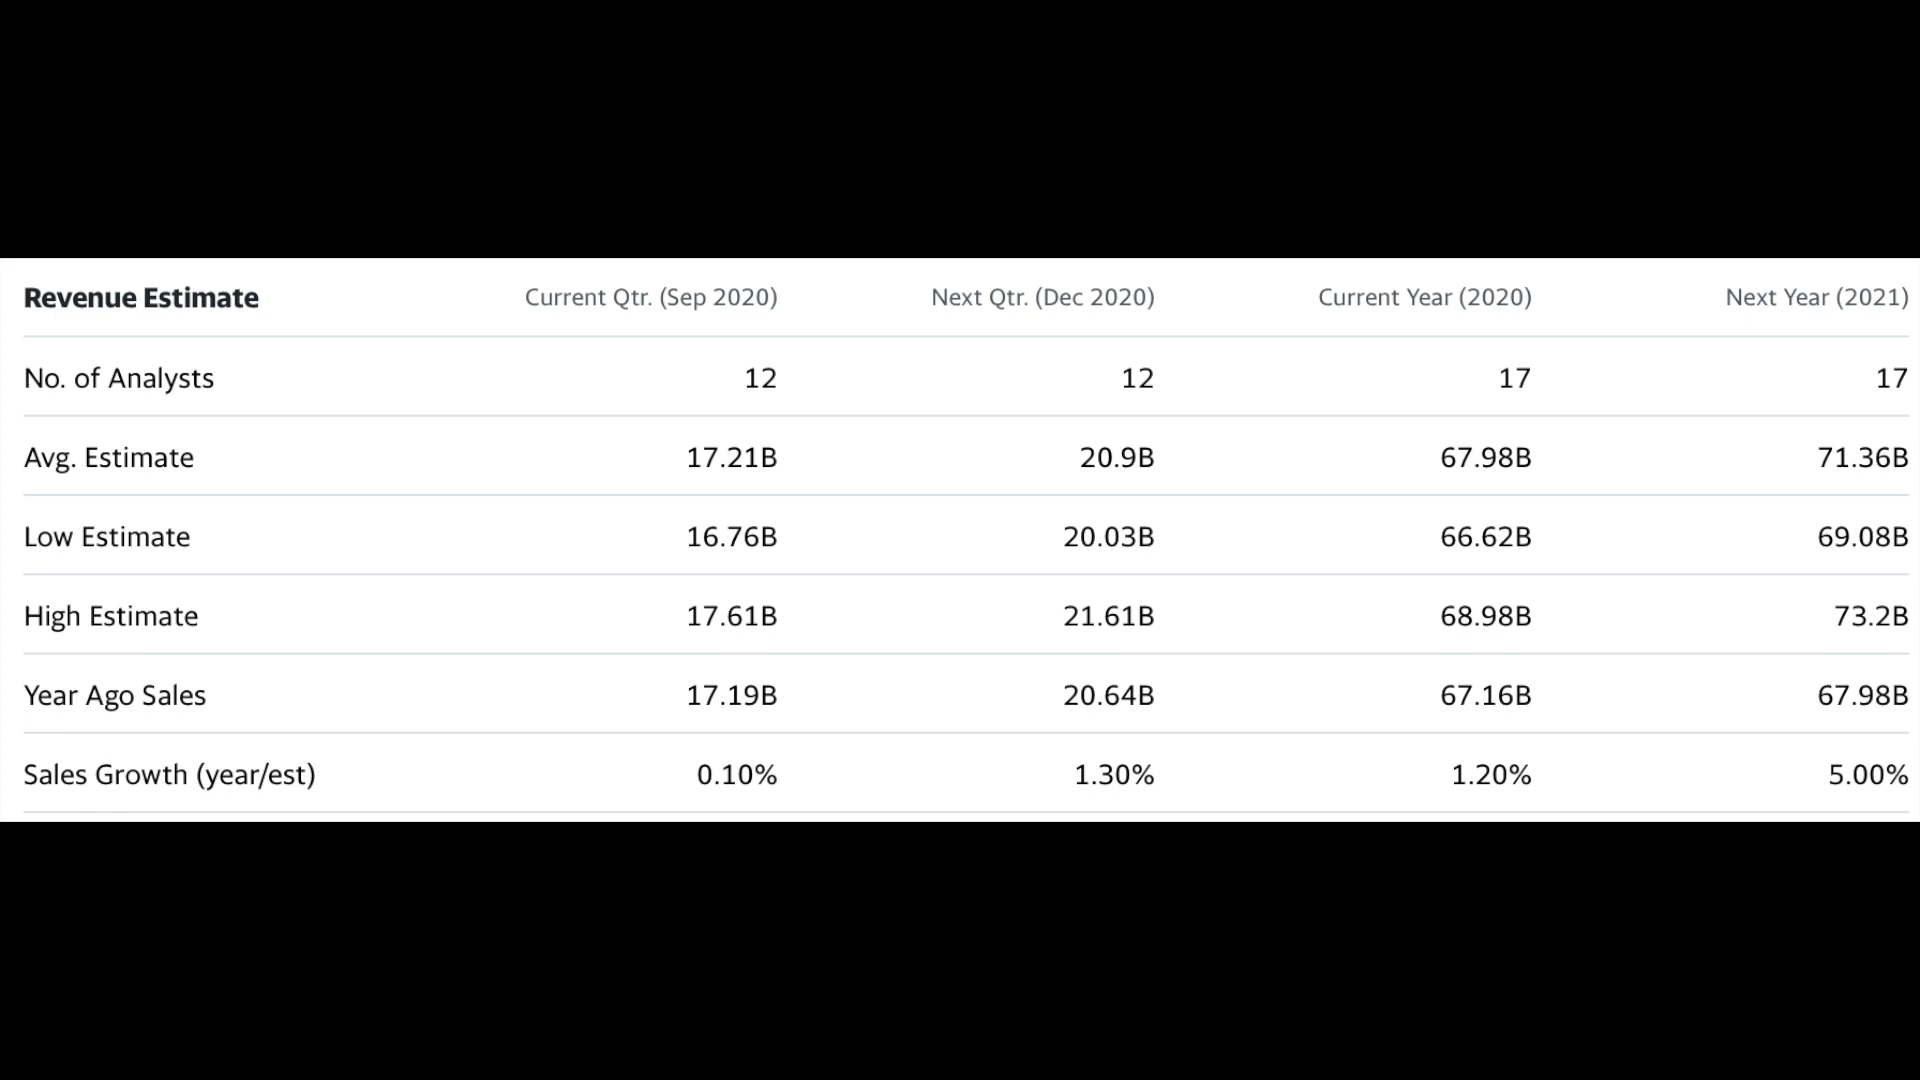 Revenue Estimate Current Qtr. (Sep 2020) Next Qtr. (Dec 2020) Current Year (2020) Next Year (2021)
No. of Analysts 12 12 17 17
Avg. Estimate 17.21B 20.9B 67.98B 71.36B
Low Estimate 16.76B 20.03B 66.62B 69.08B
High Estimate 17.61B 21.61B 68.98B 73.2B
Year Ago Sales 17.19B 20.64B 67.16B 67.98B
Sales Growth (year/est) 0.10% 1.30% 1.20% 5.00%